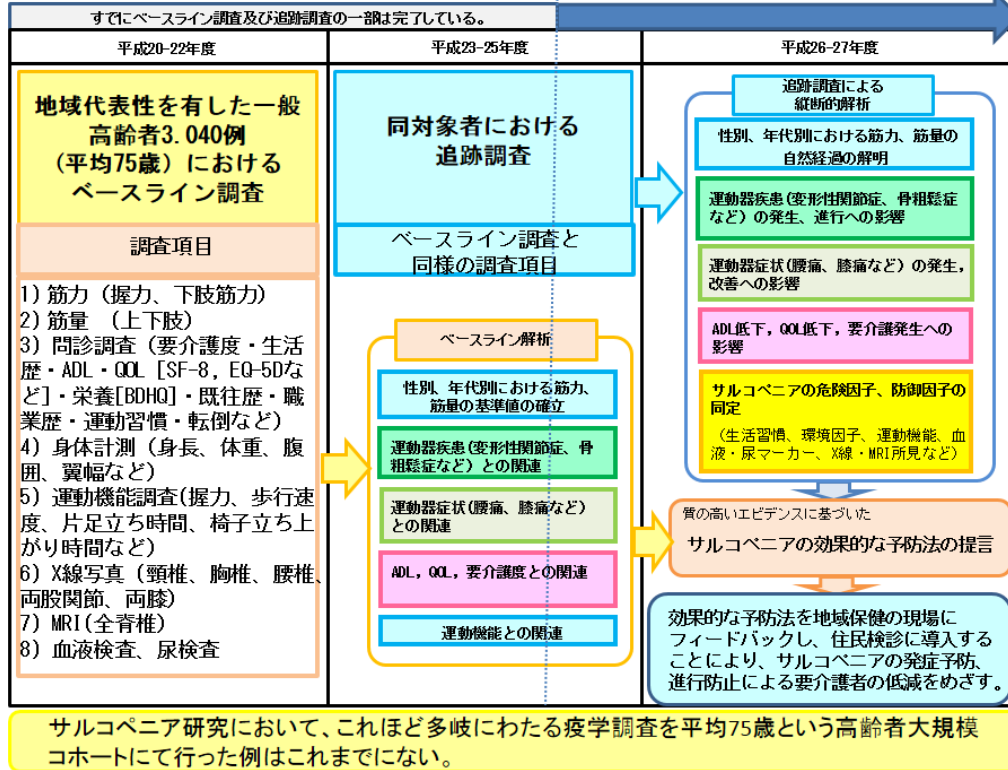 すでにベースライン調査及び追跡調査の一部は完了している。
平成20-22年度
平成23-25年度
平成26-27年度
地域代表性を有した一般
高齢者3.040例
(平均75歳) における
ベースライン調査
調査項目
1) 筋力 (握力、下肢筋力)
2) 筋量 (上下肢)
3) 問診調査 (要介護度・生活
歴・ADL・QOL [SF-8, EQ-5Dな
ど]・栄養[BDHQ]・既往歴・職
業歴・運動習慣・転倒など)
4) 身体計測 (身長、体重、腹
囲、翼幅など)
5) 運動機能調査(握力、歩行速
度、片足立ち時間、椅子立ち上
がり時間など)
6) X線写真 (頸椎、胸椎、腰椎、
両股関節、両膝)
7) MRI(全脊椎)
8) 血液検査、尿検査
同対象者における
追跡調査
ベースライン調査と
同様の調査項目
ベースライン解析
性別、年代別における筋力、
筋量の基準値の確立
運動器疾患(変形性関節症、骨
粗鬆症など) との関連
運動器症状(腰痛、膝痛など)
との関連
ADL, QOL, 要介護度との関連
運動機能との関連
追跡調査による
縦断的解析
性別、年代別における筋力、筋量の
自然経過の解明
運動器疾患(変形性関節症、骨粗鬆症
など) の発生、進行への影響
運動器症状(腰痛、膝痛など) の発生,
改善への影響
ADL低下, QOL低下, 要介護発生への
影響
サルコペニアの危険因子、防御因子の
同定
(生活習慣、環境因子、運動機能、血
液・尿マーカー、X線・MRI所見など)
質の高いエビデンスに基づいた
サルコペニアの効果的な予防法の提言
効果的な予防法を地域保健の現場に
フィードバックし、住民検診に導入する
ことにより、サルコペニアの発症予防、
進行防止による要介護者の低減をめざす。
サルコペニア研究において、これほど多岐にわたる疫学調査を平均75歳という高齢者大規模
コホートにて行った例はこれまでにない。